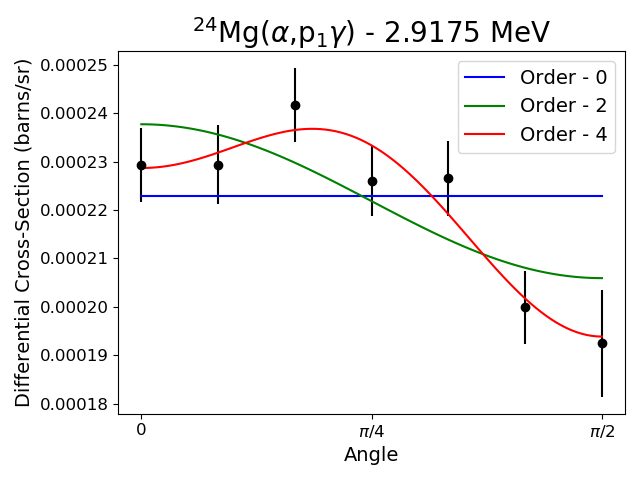 ²⁴Mg(α,p₁γ) - 2.9175 MeV
Differential Cross-Section (barns/sr)
0.00025
0.00024
0.00023
0.00022
0.00021
0.00020
0.00019
0.00018
Order - 0
Order - 2
Order - 4
0
π/4
π/2
Angle